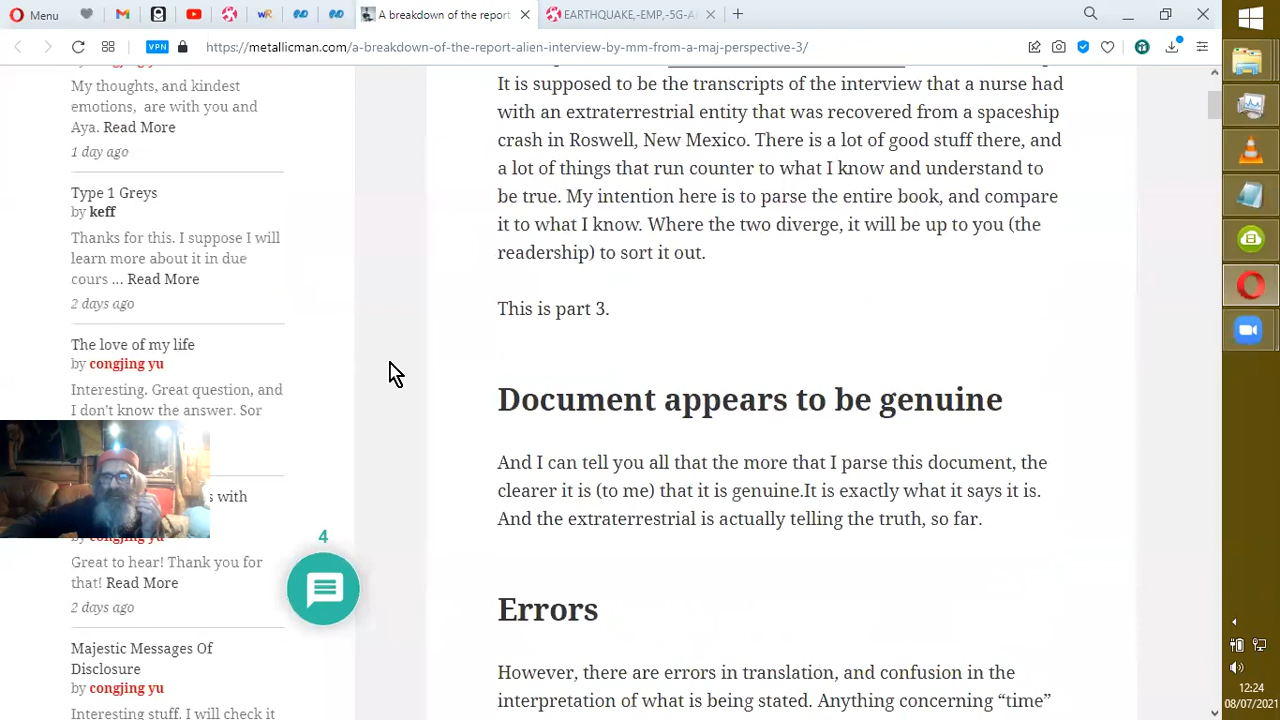 Menu
A breakdown of the report
EARTHQUAKE,-EMP,-5G-A
VPN
https://metallicman.com/a-breakdown-of-the-report-alien-interview-by-mm-from-a-maj-perspective-3/
My thoughts, and kindest
emotions, are with you and
Aya. Read More
1 day ago
Type 1 Greys
by keff
Thanks for this. I suppose I will
learn more about it in due
cours ... Read More
2 days ago
The love of my life
by congjing yu
Interesting. Great question, and
I don't know the answer. Sor
s with
Great to hear! Thank you for
that! Read More
2 days ago
Majestic Messages Of
Disclosure
by congjing yu
Interesting stuff. I will check it
4
It is supposed to be the transcripts of the interview that a nurse had
with an extraterrestrial entity that was recovered from a spaceship
crash in Roswell, New Mexico. There is a lot of good stuff there, and
a lot of things that run counter to what I know and understand to
be true. My intention here is to parse the entire book, and compare
it to what I know. Where the two diverge, it will be up to you (the
readership) to sort it out.
This is part 3.
Document appears to be genuine
And I can tell you all that the more that I parse this document, the
clearer it is (to me) that it is genuine.It is exactly what it says it is.
And the extraterrestrial is actually telling the truth, so far.
Errors
However, there are errors in translation, and confusion in the
interpretation of what is being stated. Anything concerning “time”
12:24
08/07/2021